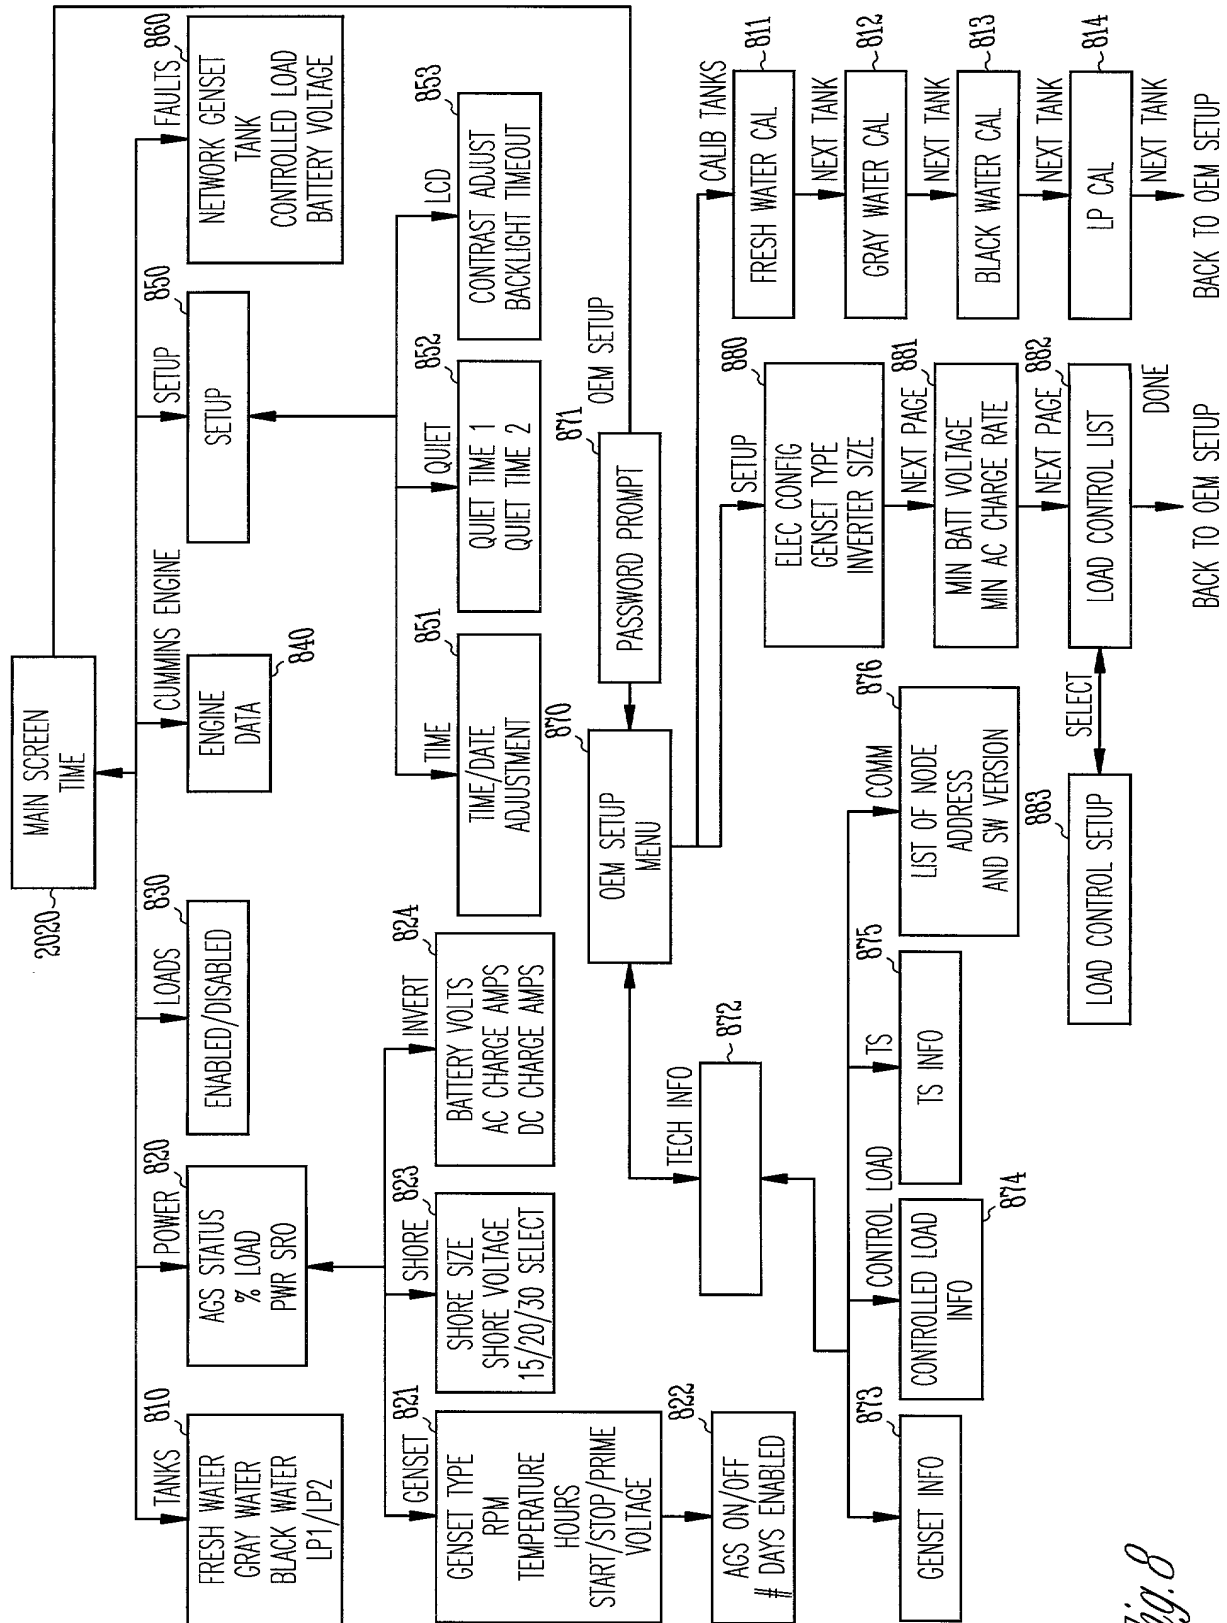 MAIN SCREEN
TIME
2020
TANKS
810
FRESH WATER
GRAY WATER
BLACK WATER
LP1/LP2
POWER
820
AGS STATUS
% LOAD
PWR SRO
LOADS
830
ENABLED/DISABLED
CUMMINS ENGINE
ENGINE
DATA
840
SETUP
850
SETUP
FAULTS
860
NETWORK GENSET
TANK
CONTROLLED LOAD
BATTERY VOLTAGE
GENSET
821
GENSET TYPE
RPM
TEMPERATURE
HOURS
START/STOP/PRIME
VOLTAGE
822
AGS ON/OFF
# DAYS ENABLED
SHORE
823
SHORE SIZE
SHORE VOLTAGE
15/20/30 SELECT
INVERT
824
BATTERY VOLTS
AC CHARGE AMPS
DC CHARGE AMPS
TIME
851
TIME/DATE
ADJUSTMENT
QUIET
852
QUIET TIME 1
QUIET TIME 2
LCD
853
CONTRAST ADJUST
BACKLIGHT TIMEOUT
OEM SETUP
871
PASSWORD PROMPT
870
OEM SETUP
MENU
TECH INFO
872
873
GENSET INFO
CONTROL LOAD
CONTROLLED LOAD
INFO
874
TS
875
TS INFO
COMM
876
LIST OF NODE
ADDRESS
AND SW VERSION
SETUP
880
ELEC CONFIG
GENSET TYPE
INVERTER SIZE
NEXT PAGE
881
MIN BATT VOLTAGE
MIN AC CHARGE RATE
NEXT PAGE
882
LOAD CONTROL LIST
SELECT
883
LOAD CONTROL SETUP
DONE
BACK TO OEM SETUP
CALIB TANKS
811
FRESH WATER CAL
NEXT TANK
812
GRAY WATER CAL
NEXT TANK
813
BLACK WATER CAL
NEXT TANK
814
LP CAL
NEXT TANK
BACK TO OEM SETUP
Fig.8